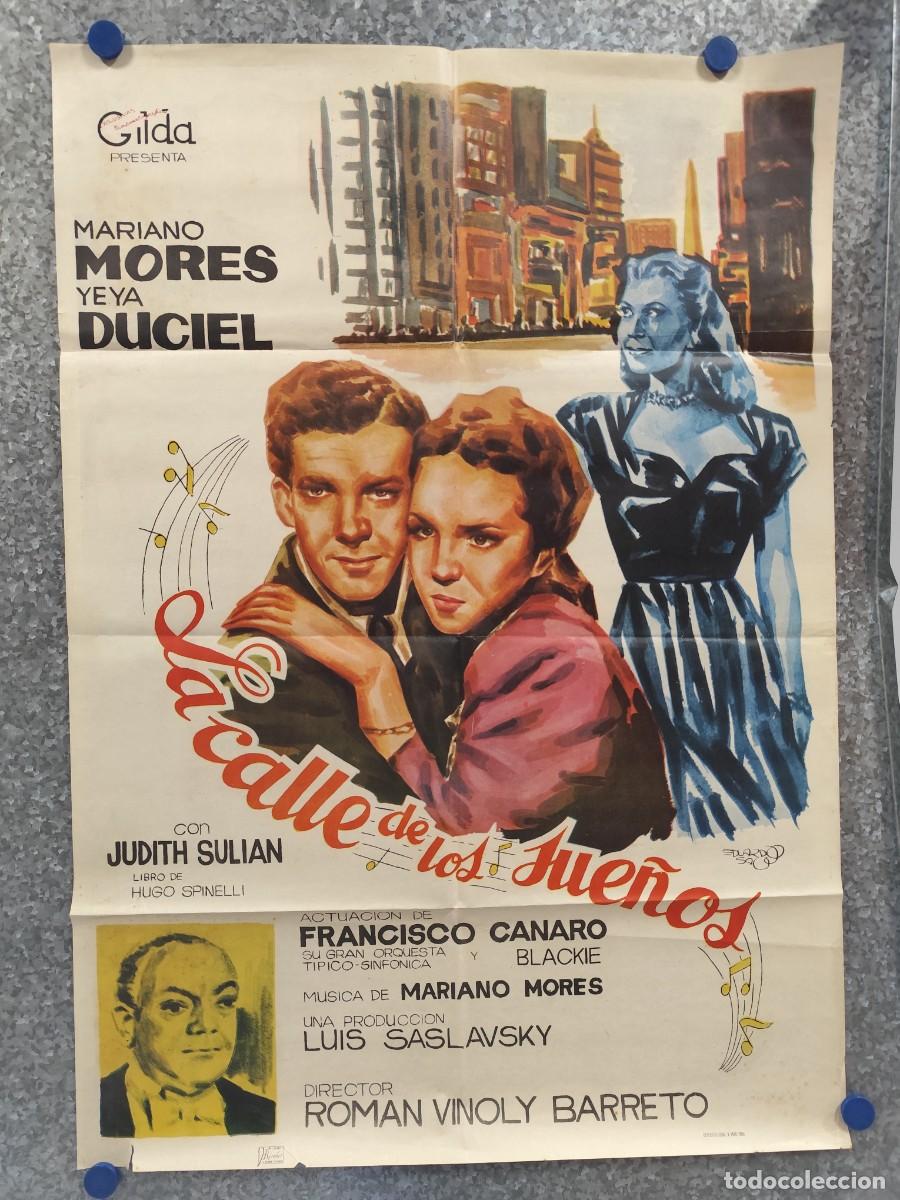 Gilda
PRESENTA
MARIANO
MORES
YEYA
DUCIEL
La calle de los sueños
EDUARDO
CON
JUDITH SULIAN
LIBRO DE
HUGO SPINELLI
ACTUACION DE
FRANCISCO CANARO
SU GRAN ORQUESTA
TIPICO-SINFONICA
Y BLACKIE
MUSICA DE MARIANO MORES
UNA PRODUCCION
LUIS SASLAVSKY
DIRECTOR
ROMAN VINOLY BARRETO
todocoleccion